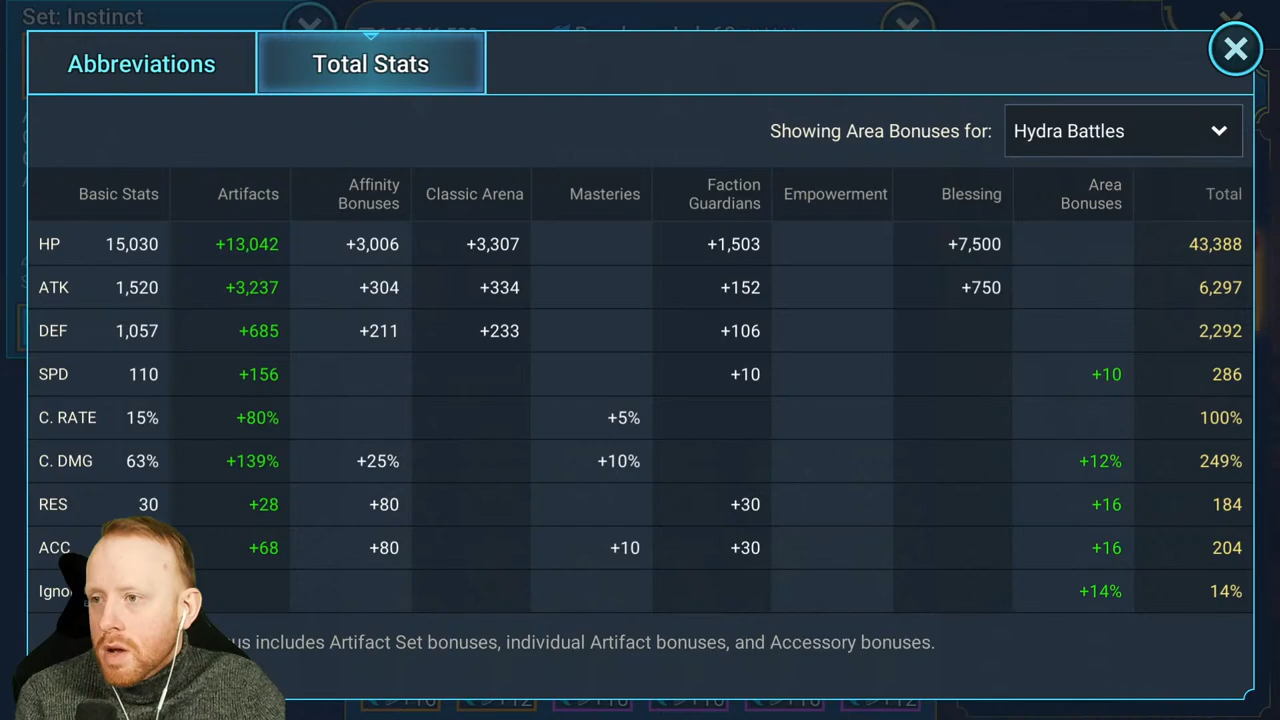 Set: Instinct
Abbreviations
Total Stats
Showing Area Bonuses for:
Hydra Battles
Basic Stats Artifacts Affinity Bonuses Classic Arena Masteries Faction Guardians Empowerment Blessing Area Bonuses Total
HP 15,030 +13,042 +3,006 +3,307 +1,503 +7,500 43,388
ATK 1,520 +3,237 +304 +334 +152 +750 6,297
DEF 1,057 +685 +211 +233 +106 2,292
SPD 110 +156 +10 +10 286
C. RATE 15% +80% +5% 100%
C. DMG 63% +139% +25% +10% +12% 249%
RES 30 +28 +80 +30 +16 184
ACC +68 +80 +10 +30 +16 204
Igno +14% 14%
includes Artifact Set bonuses, individual Artifact bonuses, and Accessory bonuses.